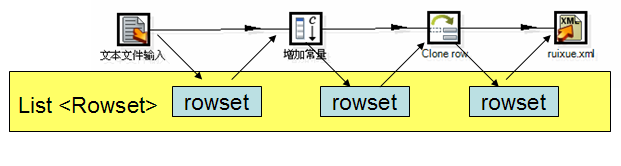 文本文件输入
增加常量
Clone row
ruixue.xml
C
XML
List <Rowset>
rowset
rowset
rowset